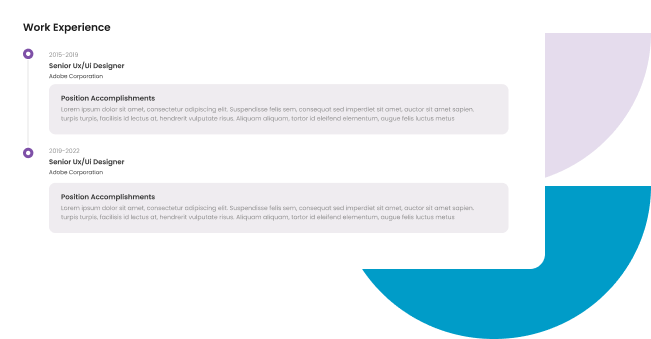 Work Experience
2015-2019
Senior Ux/Ui Designer
Adobe Corporation
Position Accomplishments
Lorem ipsum dolor sit amet, consectetur adipiscing elit. Suspendisse felis sem, consequat sed imperdiet sit amet, auctor sit amet sapien.
turpis turpis, facilisis id lectus at, hendrerit vulputate risus. Aliquam aliquam, tortor id eleifend elementum, augue felis luctus metus
2019-2022
Senior Ux/Ui Designer
Adobe Corporation
Position Accomplishments
Lorem ipsum dolor sit amet, consectetur adipiscing elit. Suspendisse felis sem, consequat sed imperdiet sit amet, auctor sit amet sapien.
turpis turpis, facilisis id lectus at, hendrerit vulputate risus. Aliquam aliquam, tortor id eleifend elementum, augue felis luctus metus